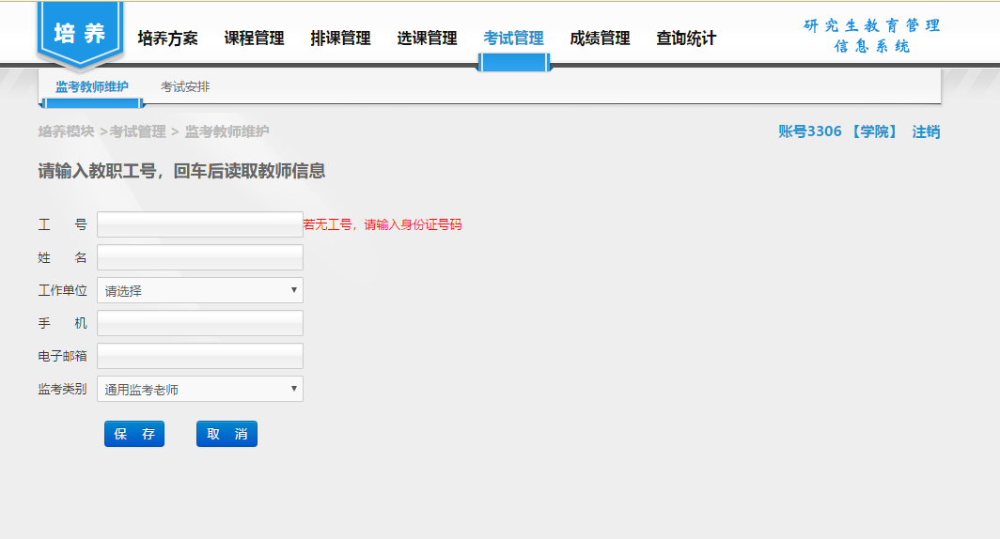 培 养
培养方案 课程管理 排课管理 选课管理 考试管理 成绩管理 查询统计
研究生教育管理
信息系统
监考教师维护 考试安排
培养模块 >考试管理 > 监考教师维护
账号3306 【学院】 注销
请输入教职工号，回车后读取教师信息
工 号 若无工号，请输入身份证号码
姓 名
工作单位 请选择
手 机
电子邮箱
监考类别 通用监考老师
保 存 取 消